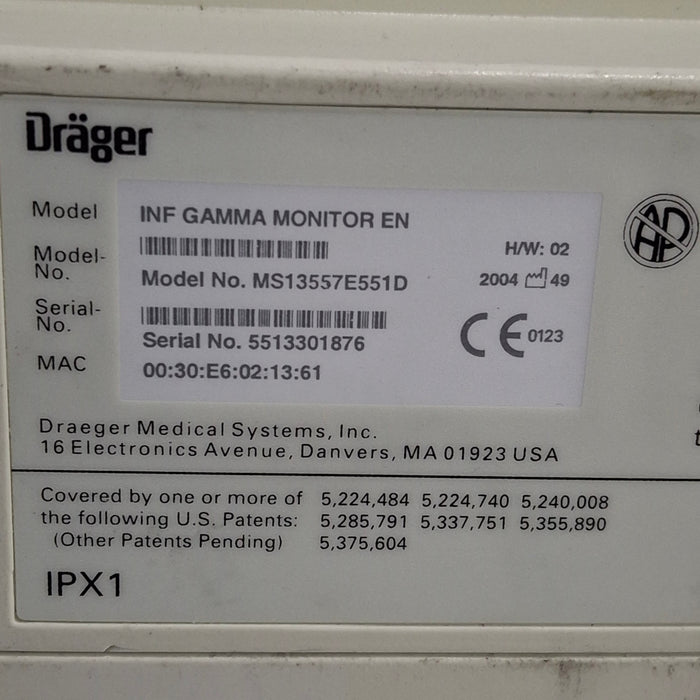 Dräger
Model INF GAMMA MONITOR EN
H/W: 02
Model-No. Model No. MS13557E551D
2004 49
Serial-No. Serial No. 5513301876
CE 0123
MAC 00:30:E6:02:13:61
AP
Draeger Medical Systems, Inc.
16 Electronics Avenue, Danvers, MA 01923 USA
Covered by one or more of 5,224,484 5,224,740 5,240,008
the following U.S. Patents: 5,285,791 5,337,751 5,355,890
(Other Patents Pending) 5,375,604
IPX1